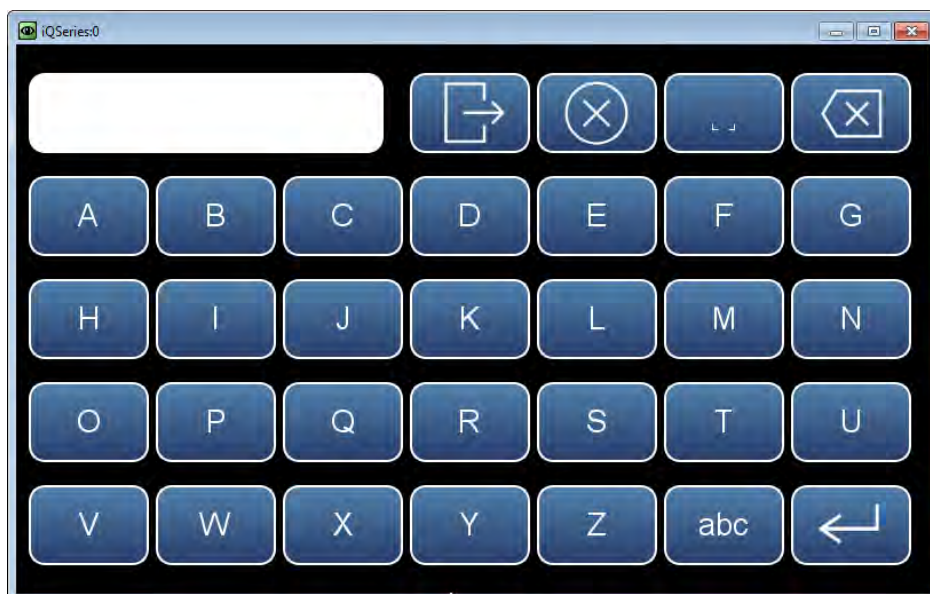 iQSeries:0
A B C D E F G
H I J K L M N
O P Q R S T U
V W X Y Z abc